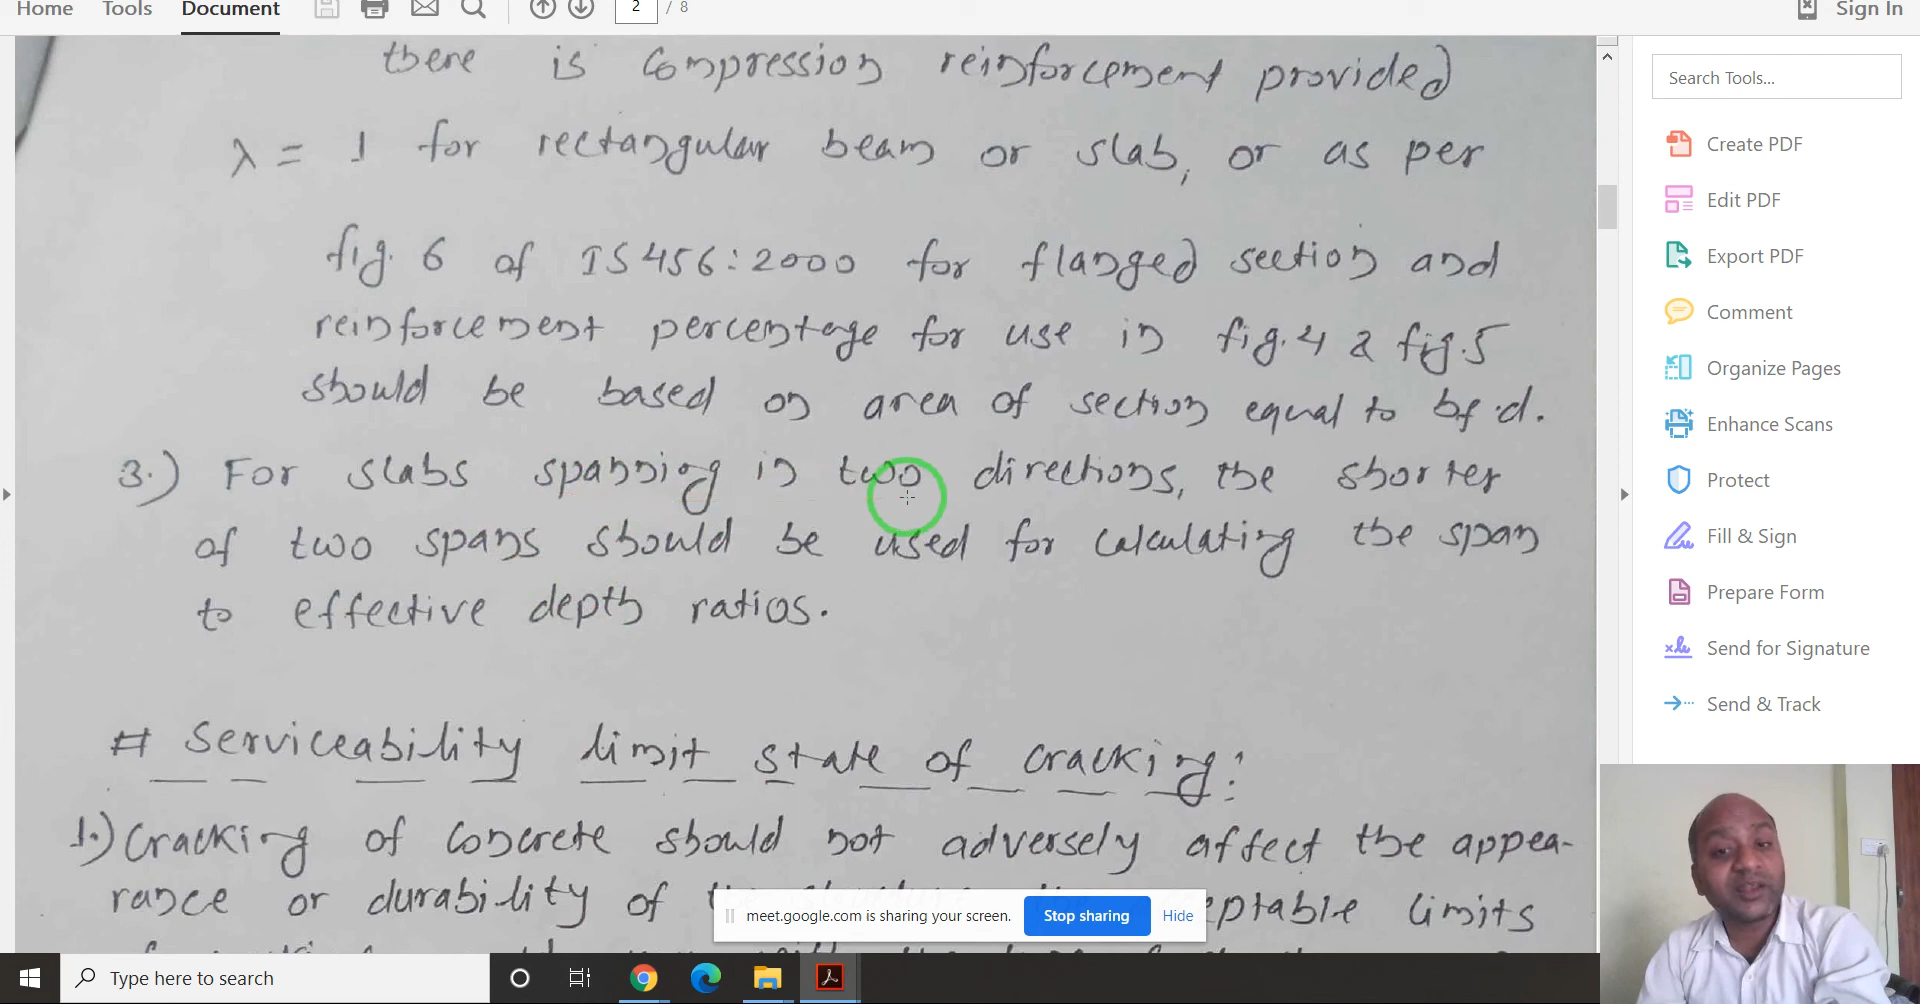 Home Tools Document 2 / 8 Sign In
there is compression reinforcement provided
λ = 1 for rectangular beam or slab, or as per
fig. 6 of IS 456:2000 for flanged section and
reinforcement percentage for use in fig.4 & fig.5
should be based on area of section equal to bf.d.
3.) For slabs spanning in two directions, the shorter
of two spans should be used for calculating the span
to effective depth ratios.
# Serviceability limit state of cracking:
1.) Cracking of concrete should not adversely affect the appea-
rance or durability of the eptable limits
Search Tools...
Create PDF
Edit PDF
Export PDF
Comment
Organize Pages
Enhance Scans
Protect
Fill & Sign
Prepare Form
Send for Signature
Send & Track
meet.google.com is sharing your screen. Stop sharing Hide
Type here to search